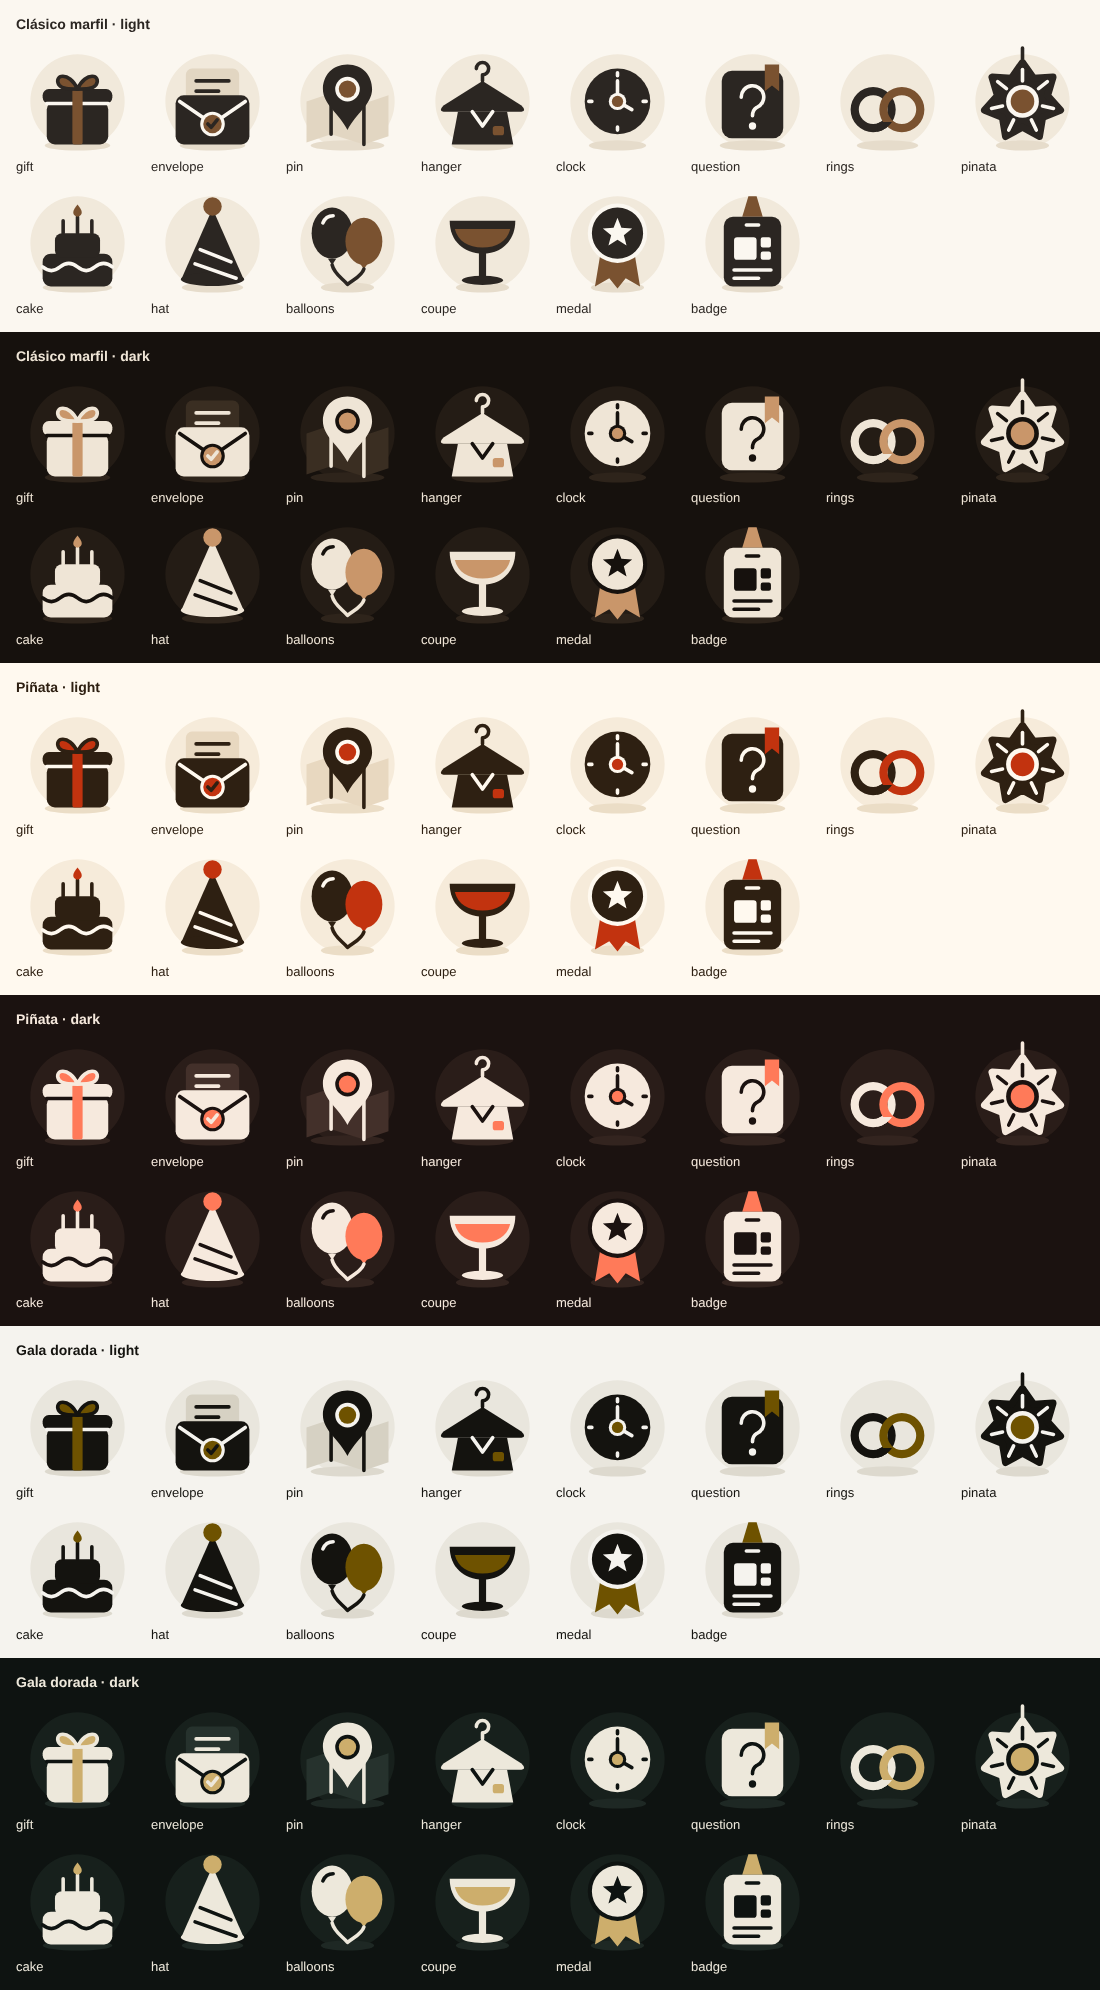 Clásico marfil · light
gift envelope pin hanger clock question rings pinata
cake hat balloons coupe medal badge
Clásico marfil · dark
gift envelope pin hanger clock question rings pinata
cake hat balloons coupe medal badge
Piñata · light
gift envelope pin hanger clock question rings pinata
cake hat balloons coupe medal badge
Piñata · dark
gift envelope pin hanger clock question rings pinata
cake hat balloons coupe medal badge
Gala dorada · light
gift envelope pin hanger clock question rings pinata
cake hat balloons coupe medal badge
Gala dorada · dark
gift envelope pin hanger clock question rings pinata
cake hat balloons coupe medal badge